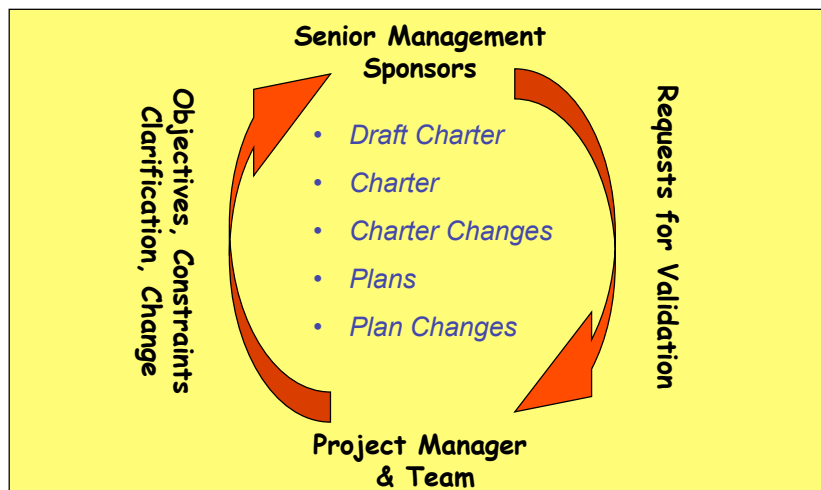 Senior Management
Sponsors
Objectives, Constraints
Clarification, Change
• Draft Charter
• Charter
• Charter Changes
• Plans
• Plan Changes
Requests for Validation
Project Manager
& Team